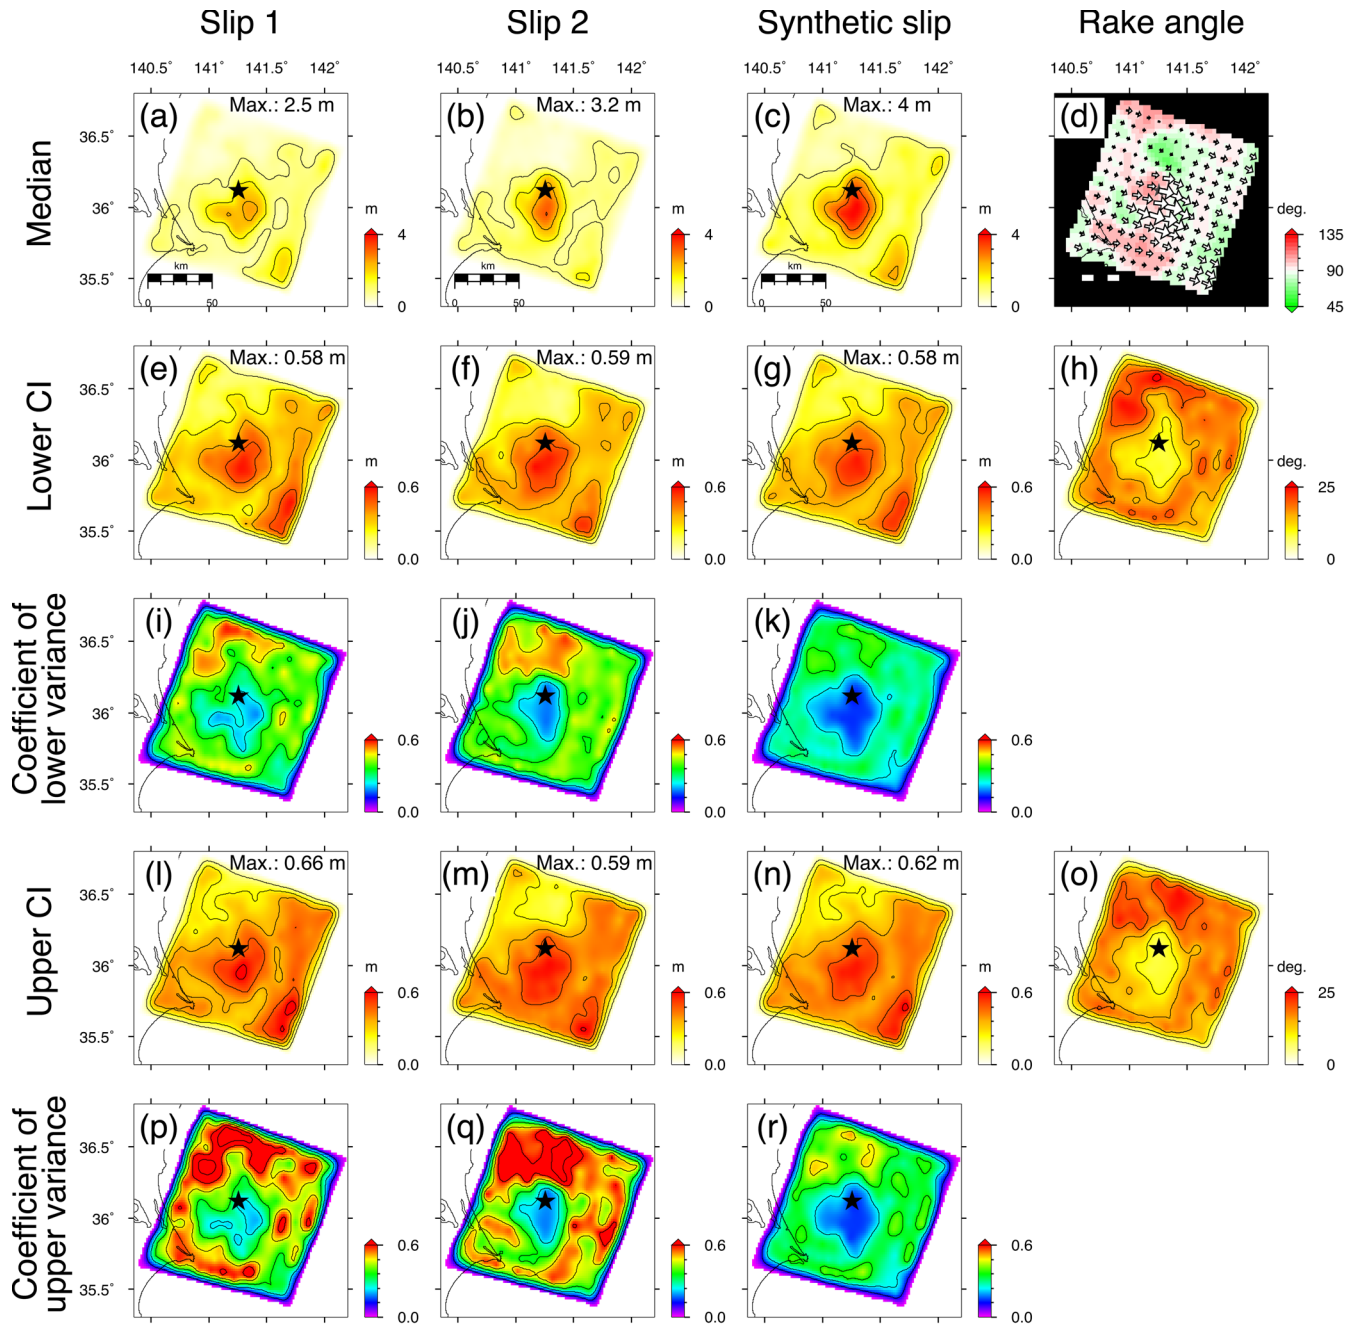 Slip 1 Slip 2 Synthetic slip Rake angle
140.5° 141° 141.5° 142° 140.5° 141° 141.5° 142° 140.5° 141° 141.5° 142° 140.5° 141° 141.5° 142°
Median
36.5°
36°
35.5°
(a) Max.: 2.5 m
km
0 50
m
4
0
(b) Max.: 3.2 m
km
0 50
m
4
0
(c) Max.: 4 m
km
0 50
m
4
0
(d)
deg.
135
90
45
Lower CI
36.5°
36°
35.5°
(e) Max.: 0.58 m
m
0.6
0.0
(f) Max.: 0.59 m
m
0.6
0.0
(g) Max.: 0.58 m
m
0.6
0.0
(h)
deg.
25
0
Coefficient of
lower variance
36.5°
36°
35.5°
(i)
0.6
0.0
(j)
0.6
0.0
(k)
0.6
0.0
Upper CI
36.5°
36°
35.5°
(l) Max.: 0.66 m
m
0.6
0.0
(m) Max.: 0.59 m
m
0.6
0.0
(n) Max.: 0.62 m
m
0.6
0.0
(o)
deg.
25
0
Coefficient of
upper variance
36.5°
36°
35.5°
(p)
0.6
0.0
(q)
0.6
0.0
(r)
0.6
0.0